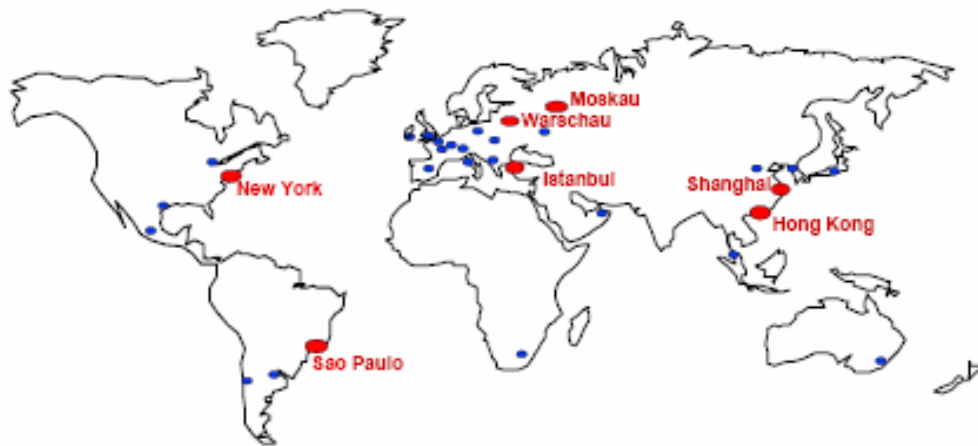 Moskau
Warschau
New York
Istanbul
Shanghai
Hong Kong
Sao Paulo